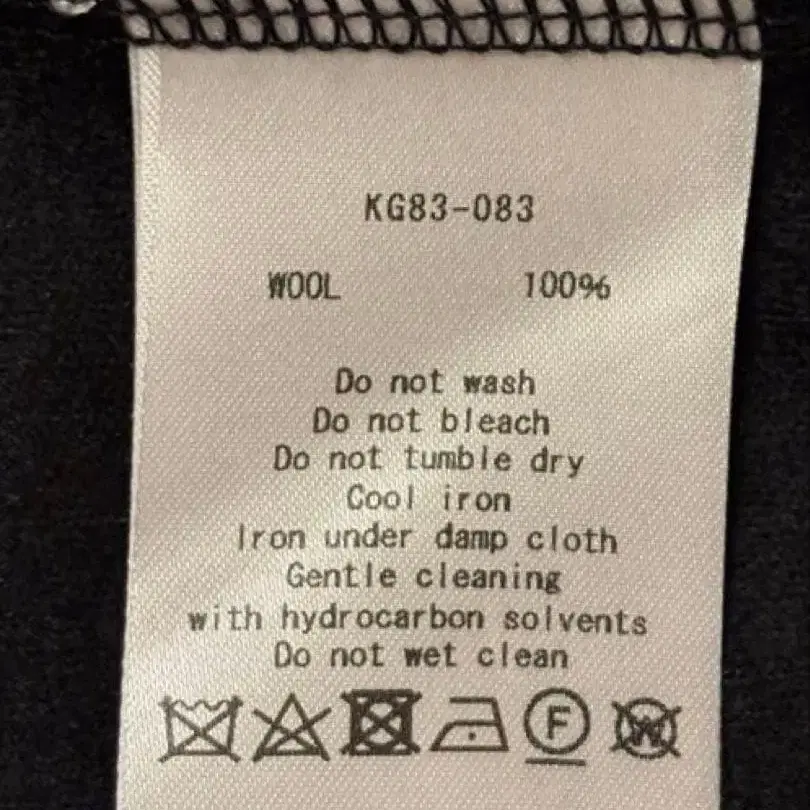 KG83-083
WOOL 100%
Do not wash
Do not bleach
Do not tumble dry
Cool iron
Iron under damp cloth
Gentle cleaning
with hydrocarbon solvents
Do not wet clean
F W